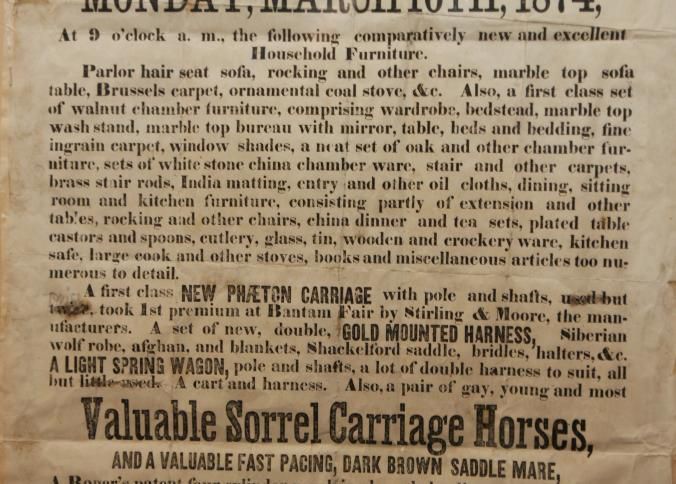 MONDAY, MARCH 10TH, 1874,
At 9 o'clock a. m., the following comparatively new and excellent
Household Furniture.
Parlor hair seat sofa, rocking and other chairs, marble top sofa
table, Brussels carpet, ornamental coal stove, &c. Also, a first class set
of walnut chamber furniture, comprising wardrobe, bedstead, marble top
wash stand, marble top bureau with mirror, table, beds and bedding, fine
ingrain carpet, window shades, a neat set of oak and other chamber fur-
niture, sets of white stone china chamber ware, stair and other carpets,
brass stair rods, India matting, entry and other oil cloths, dining, sitting
room and kitchen furniture, consisting partly of extension and other
tables, rocking and other chairs, china dinner and tea sets, plated table
castors and spoons, cutlery, glass, tin, wooden and crockery ware, kitchen
safe, large cook and other stoves, books and miscellaneous articles too nu-
merous to detail.
A first class NEW PHÆTON CARRIAGE with pole and shafts, used but
twice, took 1st premium at Bantam Fair by Stirling & Moore, the man-
ufacturers. A set of new, double, GOLD MOUNTED HARNESS, Siberian
wolf robe, afghan, and blankets, Shackelford saddle, bridles, halters, &c.
A LIGHT SPRING WAGON, pole and shafts, a lot of double harness to suit, all
but little used. A cart and harness. Also, a pair of gay, young and most
Valuable Sorrel Carriage Horses,
AND A VALUABLE FAST PACING, DARK BROWN SADDLE MARE,